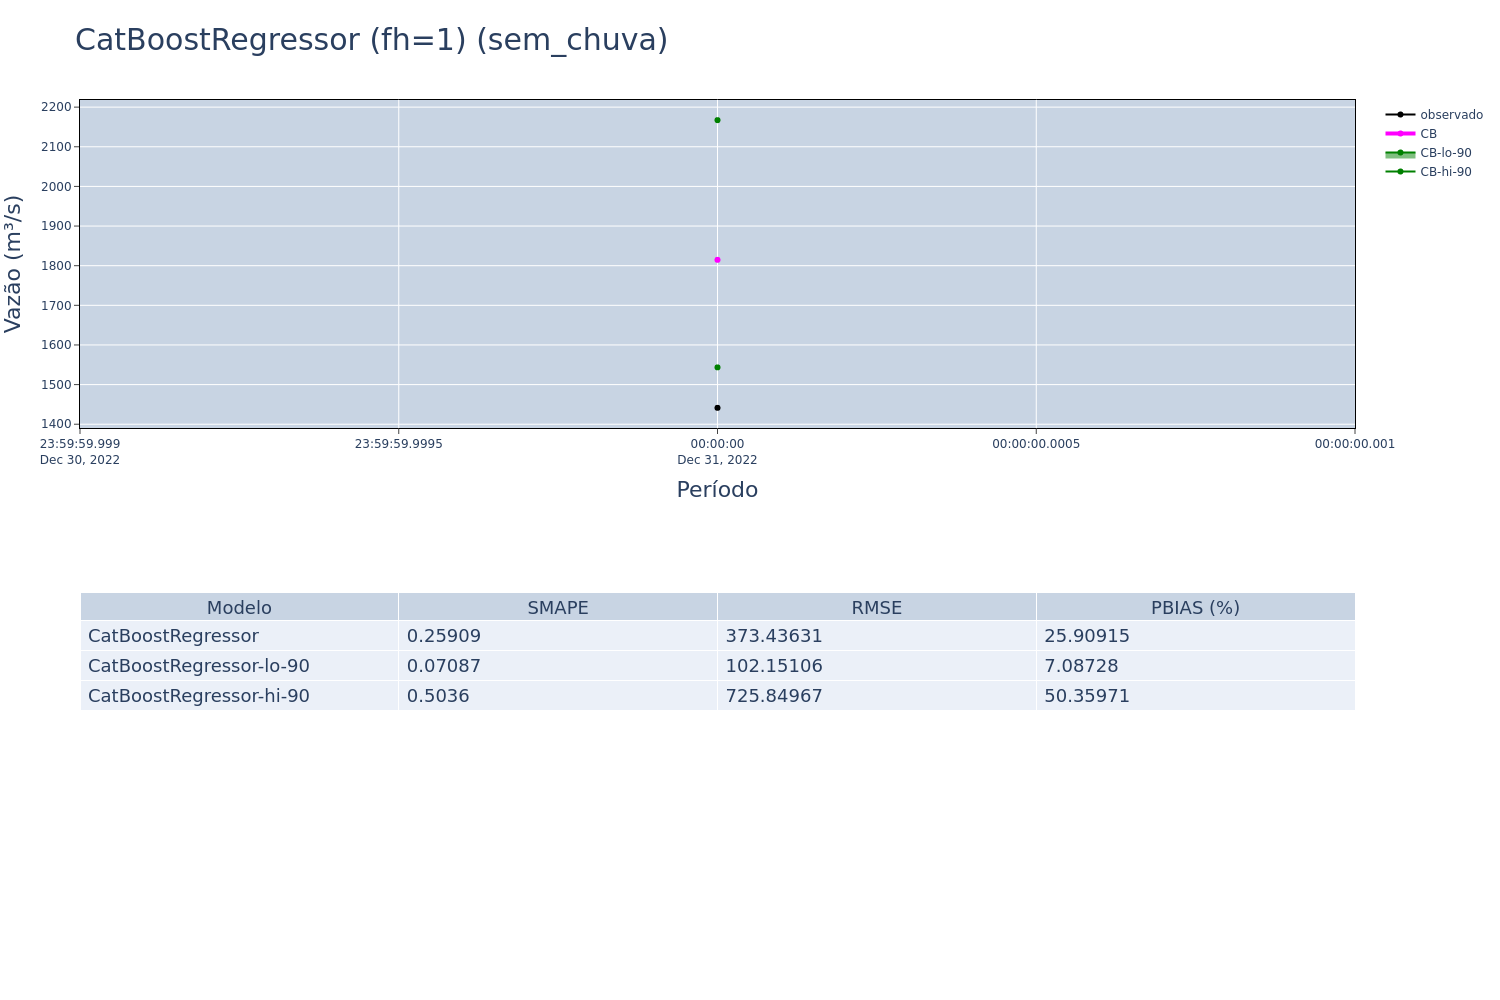 CatBoostRegressor (fh=1) (sem_chuva)
2200
2100
2000
1900
1800
1700
1600
1500
1400
Vazão (m³/s)
23:59:59.999
Dec 30, 2022
23:59:59.9995
00:00:00
Dec 31, 2022
00:00:00.0005
00:00:00.001
Período
observado
CB
CB-lo-90
CB-hi-90
Modelo SMAPE RMSE PBIAS (%)
CatBoostRegressor 0.25909 373.43631 25.90915
CatBoostRegressor-lo-90 0.07087 102.15106 7.08728
CatBoostRegressor-hi-90 0.5036 725.84967 50.35971